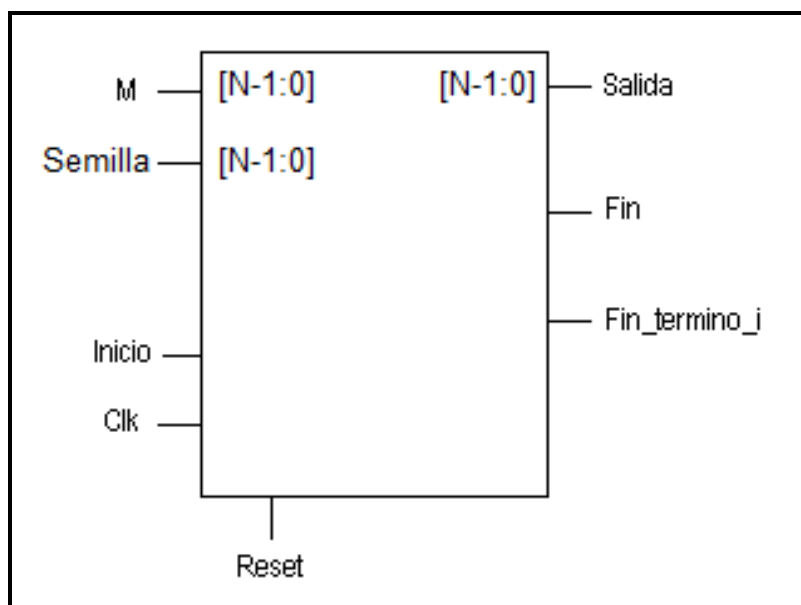 M [N-1:0] [N-1:0] Salida
Semilla [N-1:0]
Fin
Fin_termino_i
Inicio
Clk
Reset